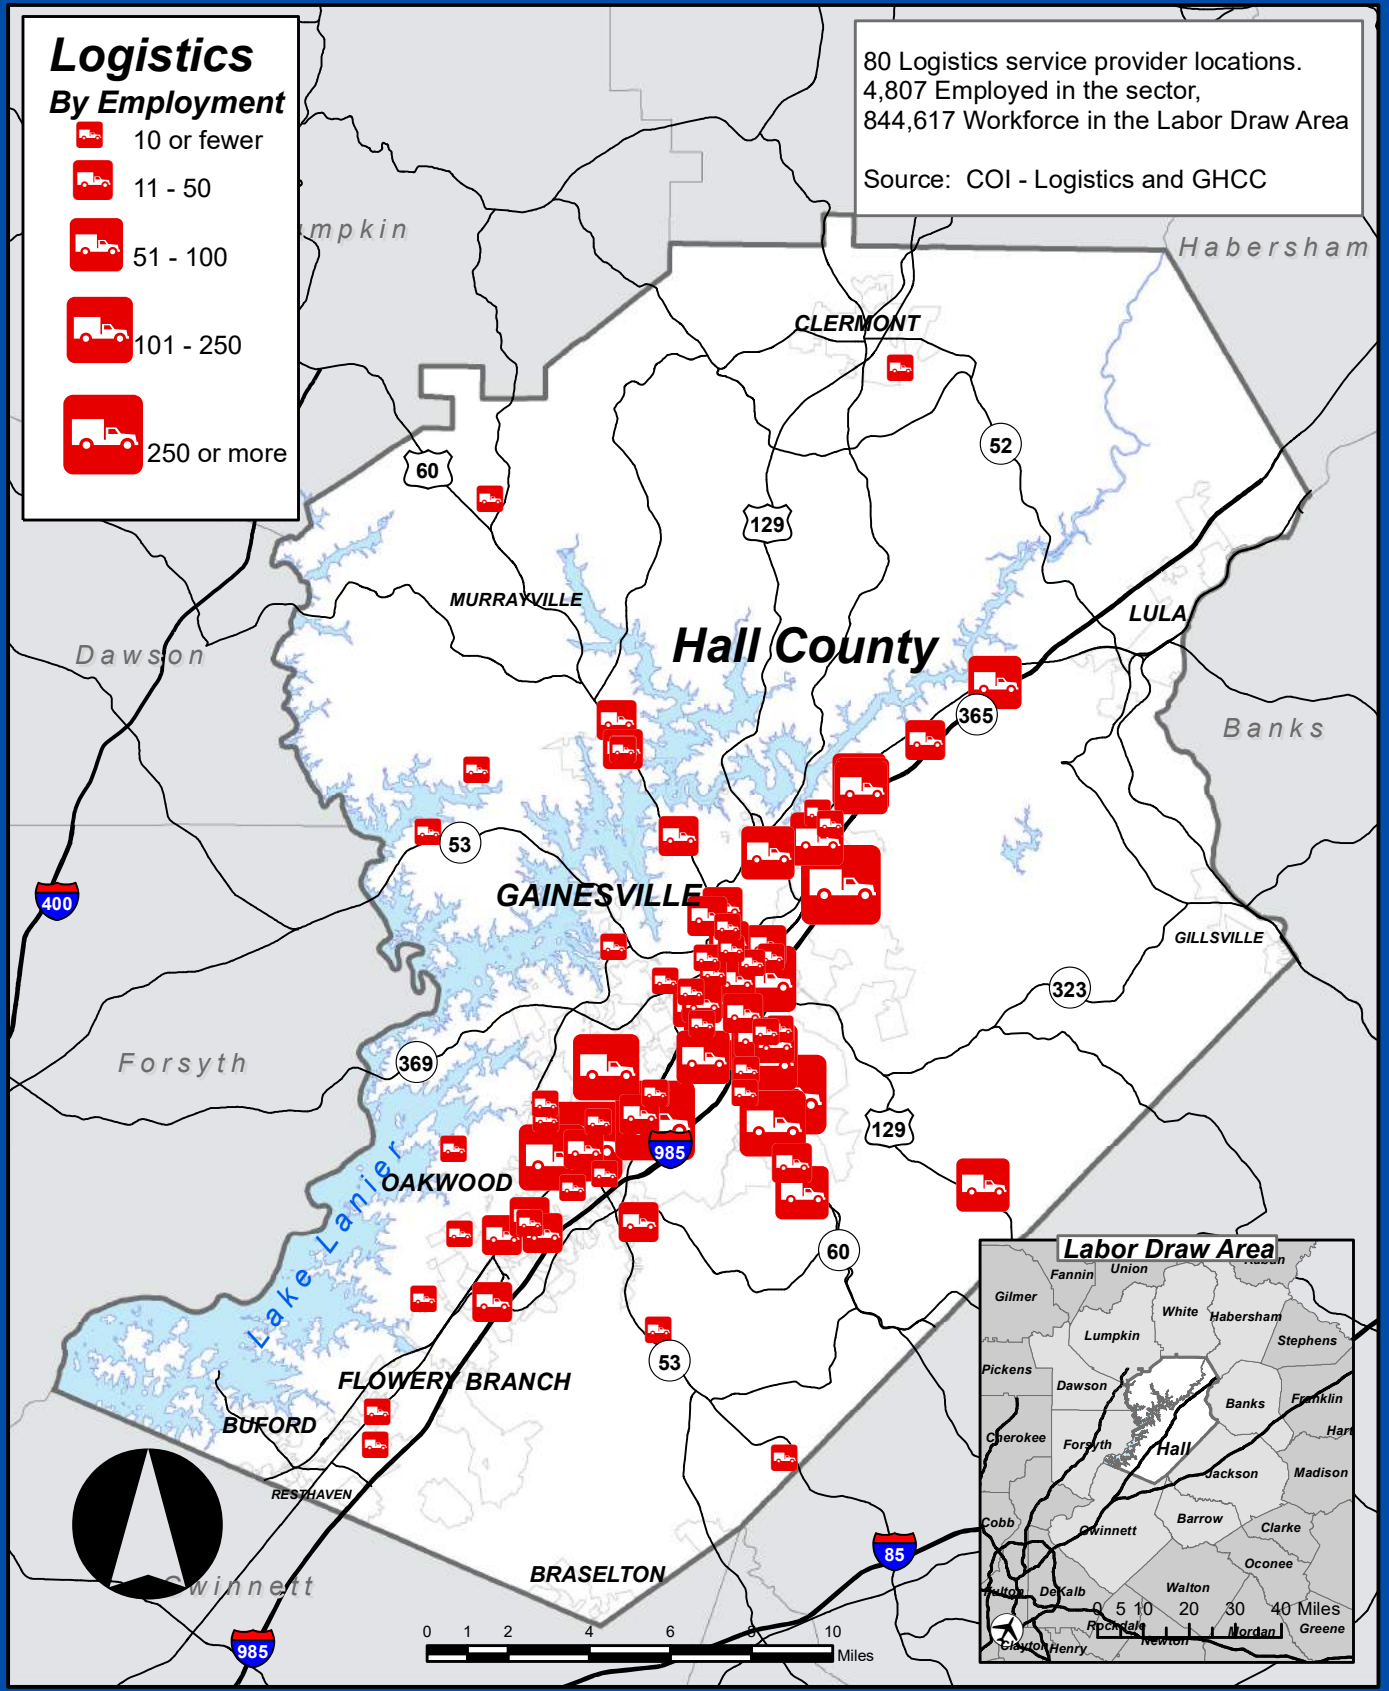 Logistics
By Employment
10 or fewer
11 - 50
51 - 100
101 - 250
250 or more
80 Logistics service provider locations.
4,807 Employed in the sector,
844,617 Workforce in the Labor Draw Area
Source: COI - Logistics and GHCC
mpkin
Habersham
CLERMONT
52
60
129
MURRAYVILLE
LULA
Hall County
Dawson
365
Banks
53
GAINESVILLE
400
GILLSVILLE
323
Forsyth
369
129
985
Lake Lanier
OAKWOOD
60
53
FLOWERY BRANCH
BUFORD
RESTHAVEN
85
BRASELTON
Gwinnett
985
0 1 2 4 6 8 10
Miles
Labor Draw Area
Fannin
Union
Rabun
Gilmer
White
Habersham
Lumpkin
Stephens
Pickens
Dawson
Banks
Franklin
Hart
Cherokee
Forsyth
Hall
Jackson
Madison
Cobb
Gwinnett
Barrow
Clarke
Oconee
Fulton
DeKalb
Walton
0 5 10 20 30 40 Miles
Rockdale
Newton
Morgan
Greene
Clayton
Henry